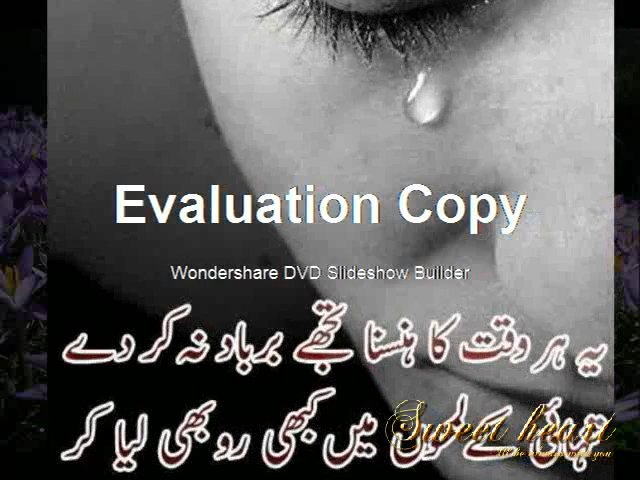 Evaluation Copy
Wondershare DVD Slideshow Builder
یہ ہر وقت کا ہنسنا تجھے برباد نہ کر دے
تنہائی کے لمحوں میں کبھی رو بھی لیا کر
Sweet heart